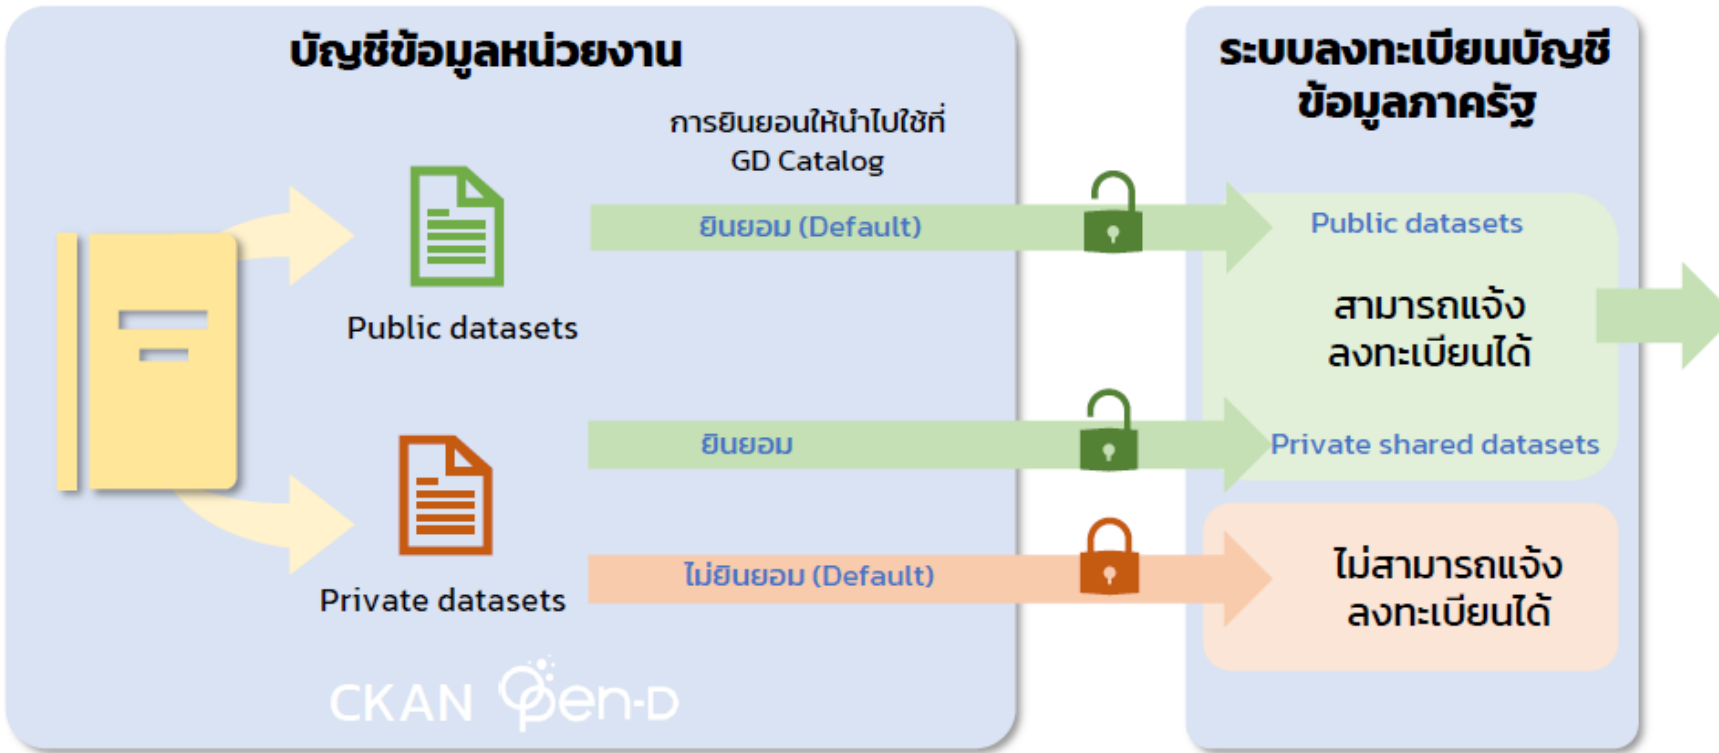 บัญชีข้อมูลหน่วยงาน
การยินยอนให้นำไปใช้ที่
GD Catalog
Public datasets
ยินยอม (Default)
Private datasets
ยินยอม
ไม่ยินยอม (Default)
CKAN Open-D
ระบบลงทะเบียนบัญชี
ข้อมูลภาครัฐ
Public datasets
สามารถแจ้ง
ลงทะเบียนได้
Private shared datasets
ไม่สามารถแจ้ง
ลงทะเบียนได้